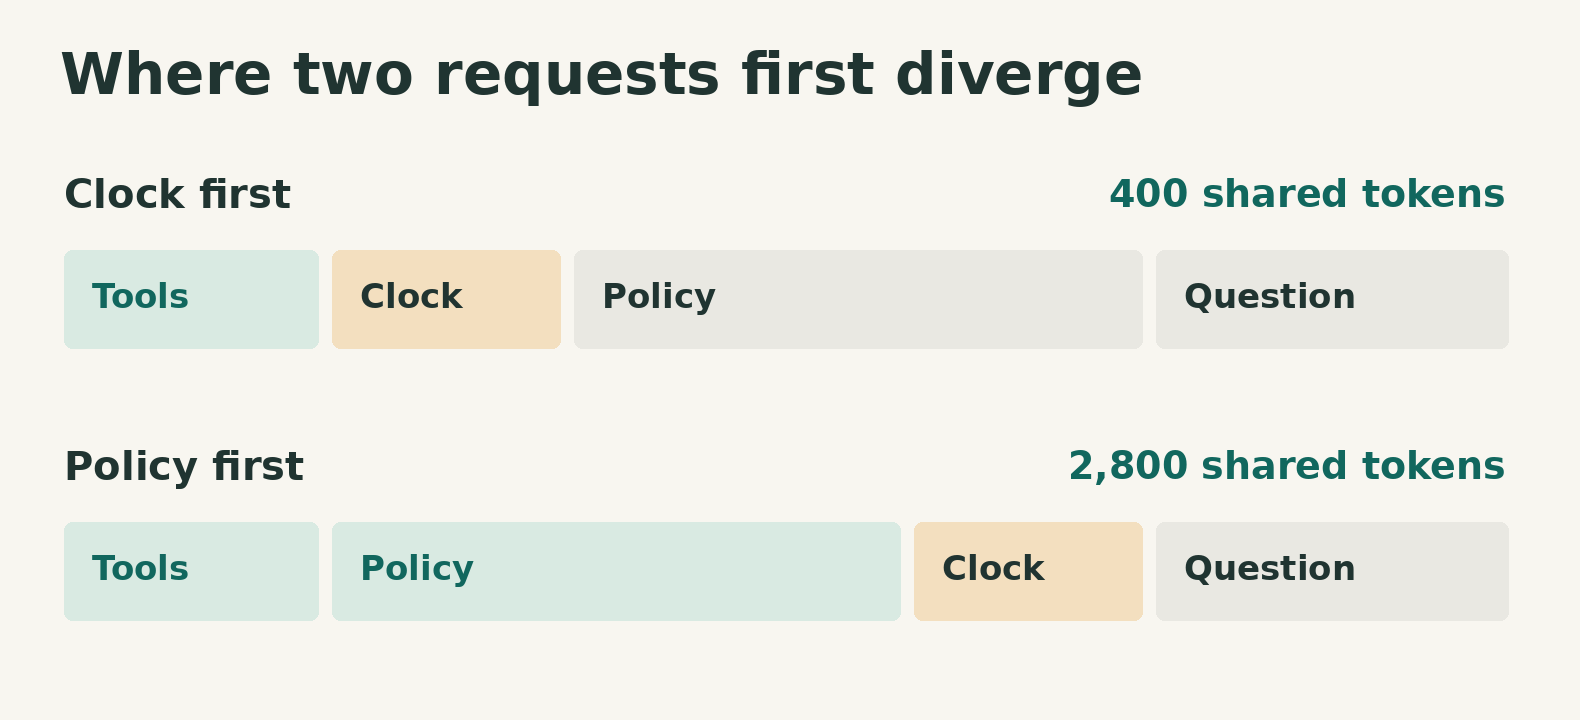 Where two requests first diverge
Clock first
400 shared tokens
Tools
Clock
Policy
Question
Policy first
2,800 shared tokens
Tools
Policy
Clock
Question